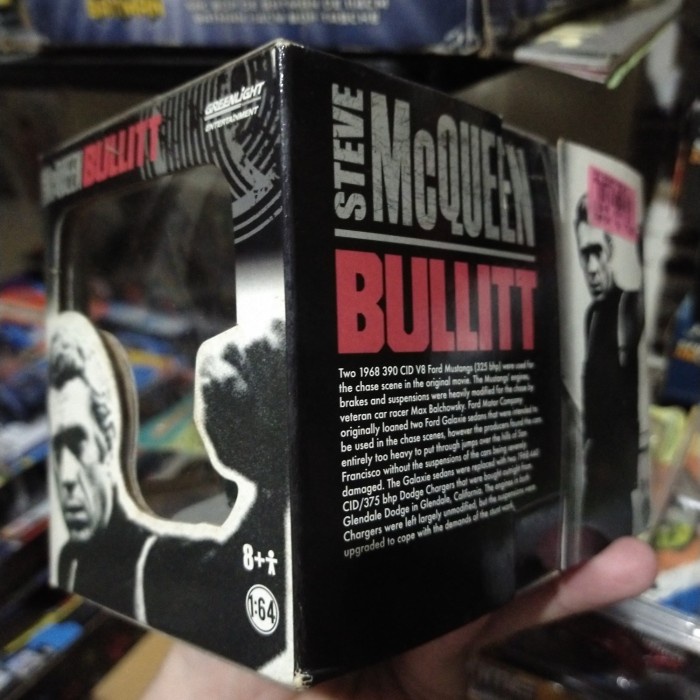 GREENLIGHT
ENTERTAINMENT
BULLITT
8+
1:64
STEVE
McQUEEN
BULLITT
Two 1968 390 CID V8 Ford Mustangs (325 bhp) were used for
the chase scene in the original movie. The Mustangs' engines,
brakes and suspensions were heavily modified for the chase by
veteran car racer Max Balchowsky. Ford Motor Company
originally loaned two Ford Galaxie sedans that were intended to
be used in the chase scenes, however the producers found the cars
entirely too heavy to put through jumps over the hills of San
Francisco without the suspensions of the cars being severely
damaged. The Galaxie sedans were replaced with two 1968 440
CID/375 bhp Dodge Chargers that were bought outright from
Glendale Dodge in Glendale, California. The engines in both
Chargers were left largely unmodified, but the suspensions were
upgraded to cope with the demands of the stunt work.